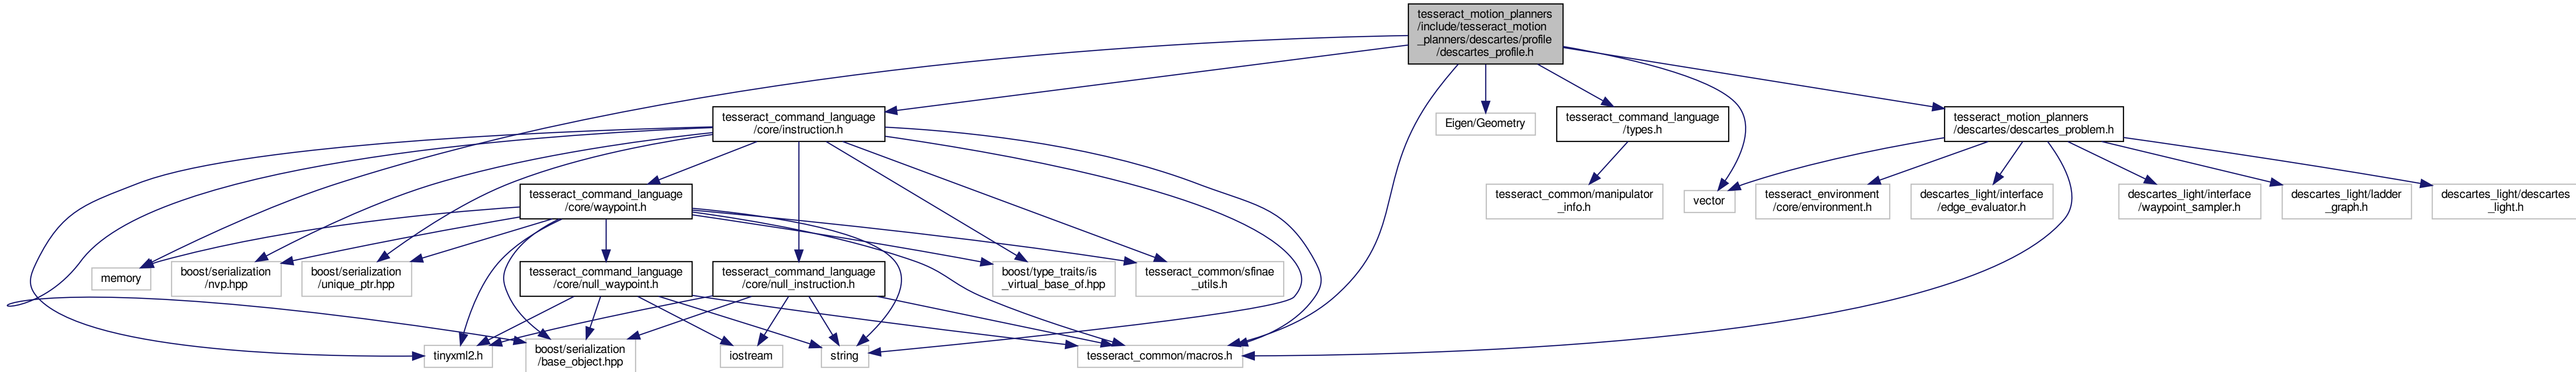 tesseract_motion_planners
/include/tesseract_motion
_planners/descartes/profile
/descartes_profile.h
tesseract_command_language
/core/instruction.h
Eigen/Geometry
tesseract_command_language
/types.h
tesseract_motion_planners
/descartes/descartes_problem.h
tesseract_command_language
/core/waypoint.h
tesseract_common/manipulator
_info.h
vector
tesseract_environment
/core/environment.h
descartes_light/interface
/edge_evaluator.h
descartes_light/interface
/waypoint_sampler.h
descartes_light/ladder
_graph.h
descartes_light/descartes
_light.h
memory
boost/serialization
/nvp.hpp
boost/serialization
/unique_ptr.hpp
tesseract_command_language
/core/null_waypoint.h
tesseract_command_language
/core/null_instruction.h
boost/type_traits/is
_virtual_base_of.hpp
tesseract_common/sfinae
_utils.h
tinyxml2.h
boost/serialization
/base_object.hpp
iostream
string
tesseract_common/macros.h